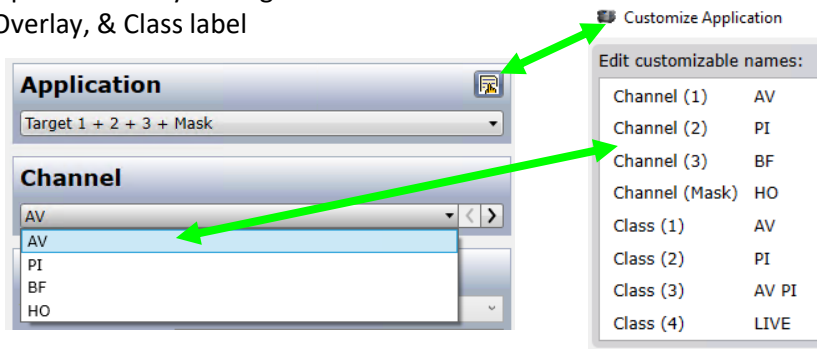 Overlay, & Class label
Application
Target 1 + 2 + 3 + Mask
Channel
AV
AV
PI
BF
HO
Customize Application
Edit customizable names:
Channel (1) AV
Channel (2) PI
Channel (3) BF
Channel (Mask) HO
Class (1) AV
Class (2) PI
Class (3) AV PI
Class (4) LIVE